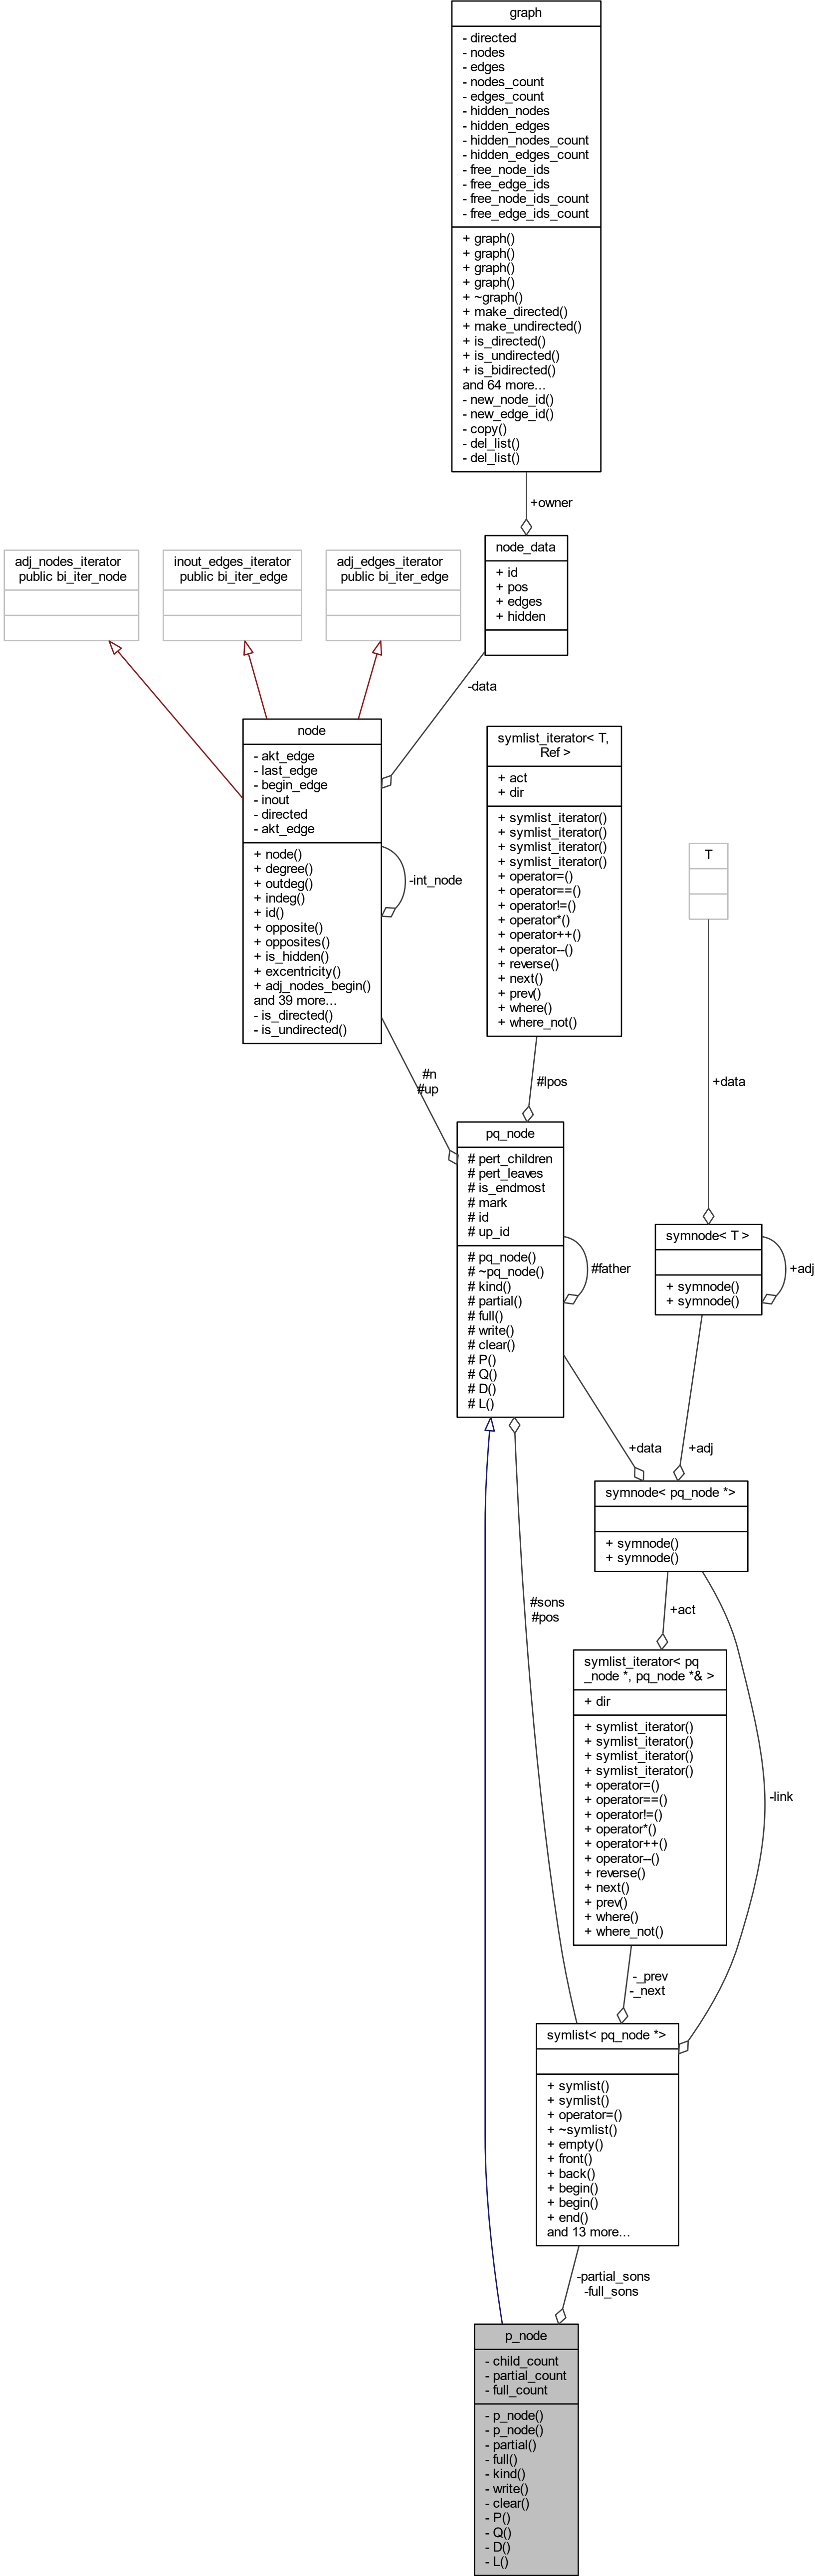 graph
- directed
- nodes
- edges
- nodes_count
- edges_count
- hidden_nodes
- hidden_edges
- hidden_nodes_count
- hidden_edges_count
- free_node_ids
- free_edge_ids
- free_node_ids_count
- free_edge_ids_count
+ graph()
+ graph()
+ graph()
+ graph()
+ ~graph()
+ make_directed()
+ make_undirected()
+ is_directed()
+ is_undirected()
+ is_bidirected()
and 64 more...
- new_node_id()
- new_edge_id()
- copy()
- del_list()
- del_list()
+owner
node_data
+ id
+ pos
+ edges
+ hidden
adj_nodes_iterator
public bi_iter_node
inout_edges_iterator
public bi_iter_edge
adj_edges_iterator
public bi_iter_edge
-data
node
- akt_edge
- last_edge
- begin_edge
- inout
- directed
- akt_edge
+ node()
+ degree()
+ outdeg()
+ indeg()
+ id()
+ opposite()
+ opposites()
+ is_hidden()
+ excentricity()
+ adj_nodes_begin()
and 39 more...
- is_directed()
- is_undirected()
-int_node
symlist_iterator< T,
Ref >
+ act
+ dir
+ symlist_iterator()
+ symlist_iterator()
+ symlist_iterator()
+ symlist_iterator()
+ operator=()
+ operator==()
+ operator!=()
+ operator*()
+ operator++()
+ operator--()
+ reverse()
+ next()
+ prev()
+ where()
+ where_not()
T
#n
#up
#lpos
+data
pq_node
# pert_children
# pert_leaves
# is_endmost
# mark
# id
# up_id
# pq_node()
# ~pq_node()
# kind()
# partial()
# full()
# write()
# clear()
# P()
# Q()
# D()
# L()
#father
symnode< T >
+ symnode()
+ symnode()
+adj
+data
+adj
symnode< pq_node *>
+ symnode()
+ symnode()
#sons
#pos
+act
symlist_iterator< pq
_node *, pq_node *& >
+ dir
+ symlist_iterator()
+ symlist_iterator()
+ symlist_iterator()
+ symlist_iterator()
+ operator=()
+ operator==()
+ operator!=()
+ operator*()
+ operator++()
+ operator--()
+ reverse()
+ next()
+ prev()
+ where()
+ where_not()
-link
-_prev
-_next
symlist< pq_node *>
+ symlist()
+ symlist()
+ operator=()
+ ~symlist()
+ empty()
+ front()
+ back()
+ begin()
+ begin()
+ end()
and 13 more...
-partial_sons
-full_sons
p_node
- child_count
- partial_count
- full_count
- p_node()
- p_node()
- partial()
- full()
- kind()
- write()
- clear()
- P()
- Q()
- D()
- L()